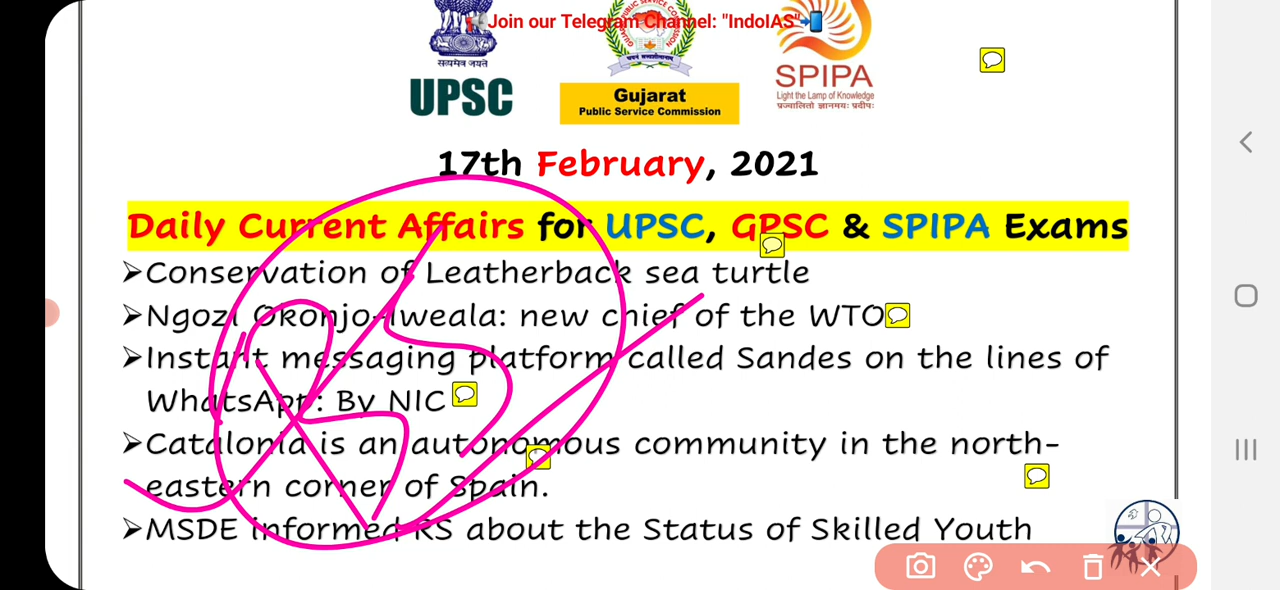 Join our Telegram Channel: "IndoIAS"
सत्यमेव जयते
UPSC
Gujarat
Public Service Commission
SPIPA
Light the Lamp of Knowledge
प्रज्वालितो ज्ञानमयः प्रदीपः
17th February, 2021
Daily Current Affairs for UPSC, GPSC & SPIPA Exams
➢Conservation of Leatherback sea turtle
➢Ngozi Okonjo-Iweala: new chief of the WTO
➢Instant messaging platform called Sandes on the lines of
WhatsApp: By NIC
➢Catalonia is an autonomous community in the north-
eastern corner of Spain.
➢MSDE informed RS about the Status of Skilled Youth